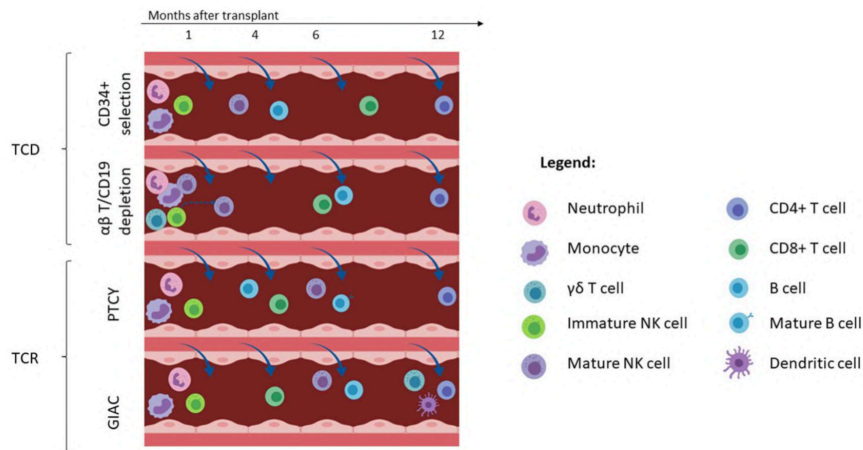 Months after transplant
1 4 6 12
TCD
CD34+
selection
αβ T/CD19
depletion
TCR
PTCY
GIAC
Legend:
Neutrophil
Monocyte
γδ T cell
Immature NK cell
Mature NK cell
CD4+ T cell
CD8+ T cell
B cell
Mature B cell
Dendritic cell